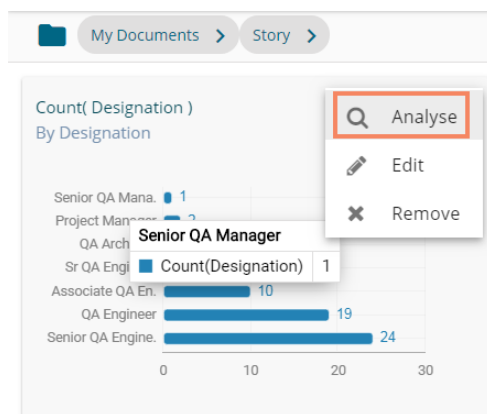 My Documents
Story
Count( Designation )
By Designation
Analyse
Edit
Remove
Senior QA Mana. 1
Project Manager 2
Senior QA Manager
Count(Designation) 1
QA Arch
Sr QA Engi
Associate QA En. 10
QA Engineer 19
Senior QA Engine. 24
0 10 20 30